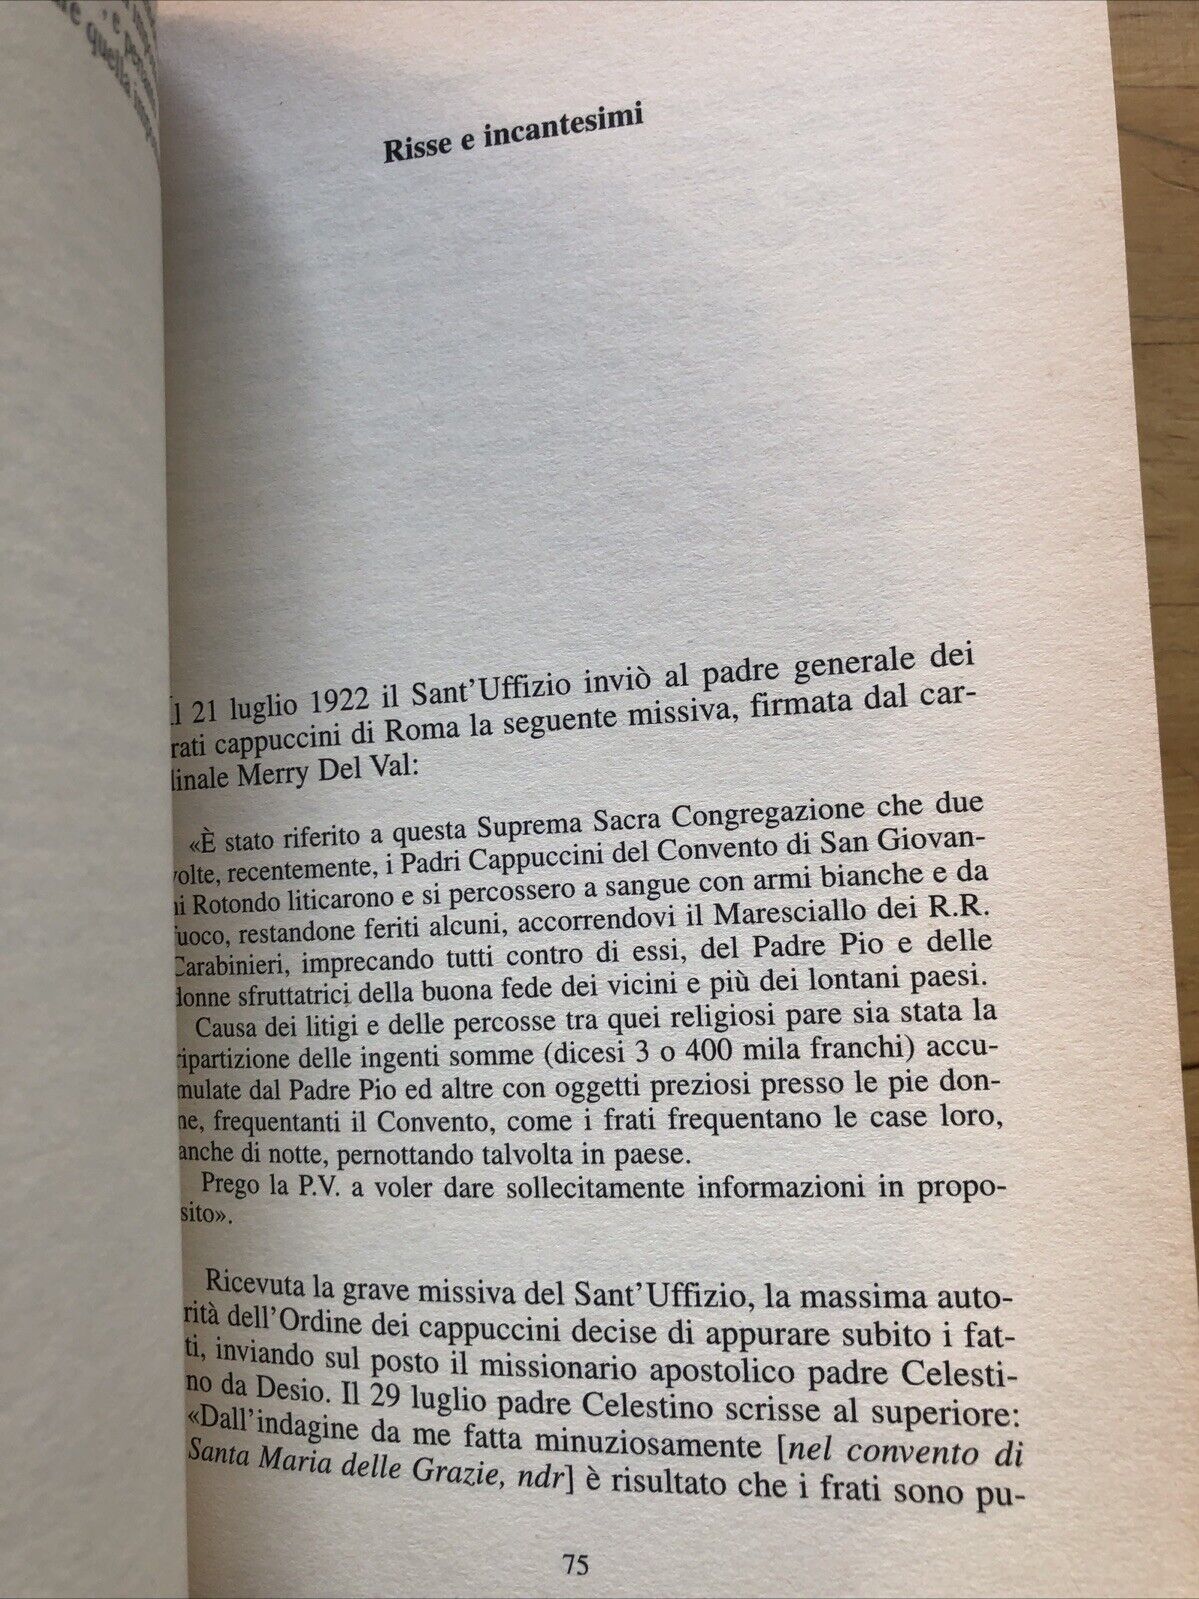 Risse e incantesimi
Il 21 luglio 1922 il Sant'Uffizio inviò al padre generale dei
rati cappuccini di Roma la seguente missiva, firmata dal car-
linale Merry Del Val:
«È stato riferito a questa Suprema Sacra Congregazione che due
volte, recentemente, i Padri Cappuccini del Convento di San Giovan-
ni Rotondo liticarono e si percossero a sangue con armi bianche e da
fuoco, restandone feriti alcuni, accorrendovi il Maresciallo dei R.R.
Carabinieri, imprecando tutti contro di essi, del Padre Pio e delle
donne sfruttatrici della buona fede dei vicini e più dei lontani paesi.
Causa dei litigi e delle percosse tra quei religiosi pare sia stata la
ripartizione delle ingenti somme (dicesi 3 o 400 mila franchi) accu-
mulate dal Padre Pio ed altre con oggetti preziosi presso le pie don-
ne, frequentanti il Convento, come i frati frequentano le case loro,
anche di notte, pernottando talvolta in paese.
Prego la P.V. a voler dare sollecitamente informazioni in propo-
sito».
Ricevuta la grave missiva del Sant'Uffizio, la massima auto-
rità dell'Ordine dei cappuccini decise di appurare subito i fat-
ti, inviando sul posto il missionario apostolico padre Celesti-
no da Desio. Il 29 luglio padre Celestino scrisse al superiore:
«Dall'indagine da me fatta minuziosamente [nel convento di
Santa Maria delle Grazie, ndr] è risultato che i frati sono pu-
75